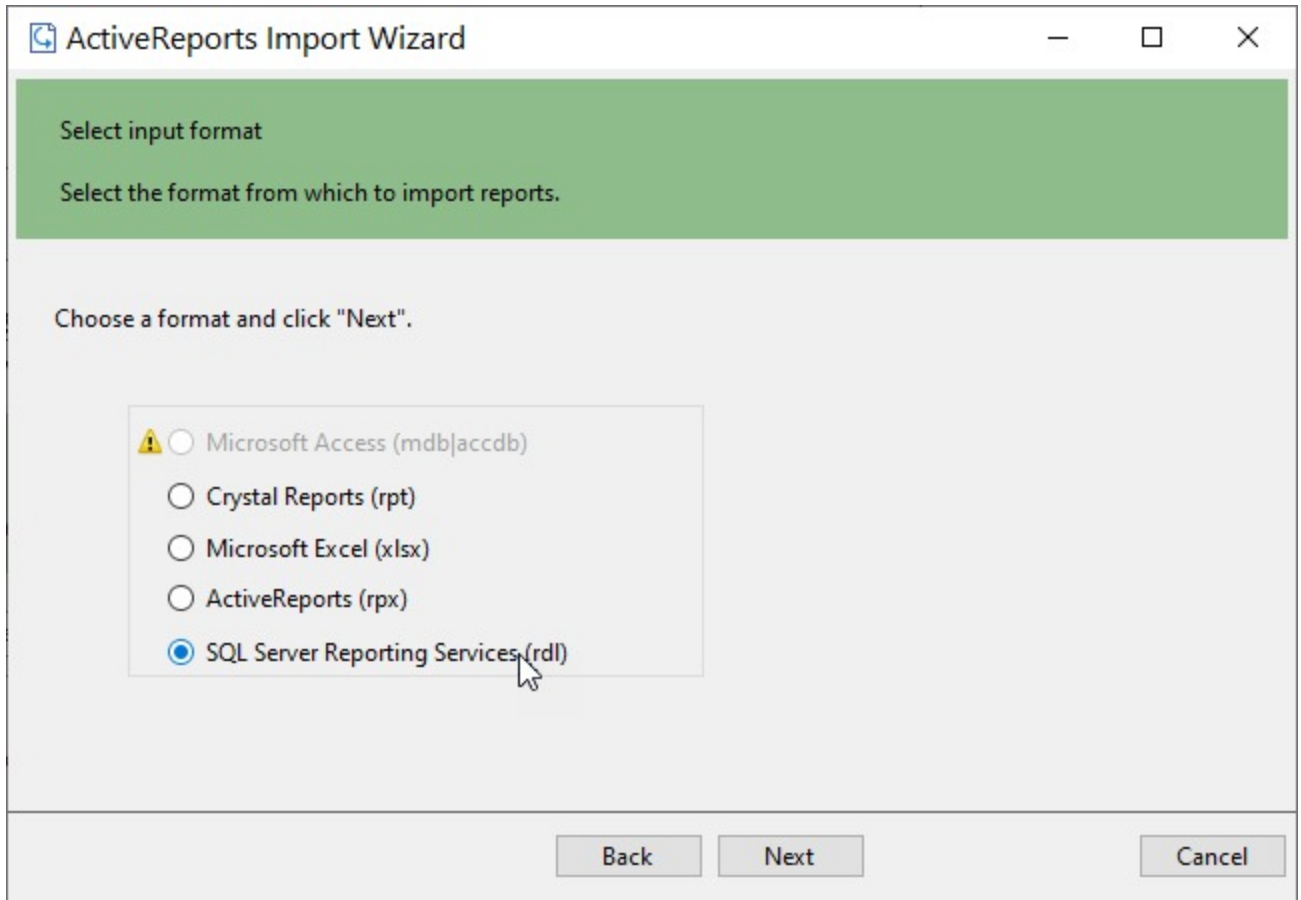 ActiveReports Import Wizard
Select input format
Select the format from which to import reports.
Choose a format and click "Next".
Microsoft Access (mdb|accdb)
Crystal Reports (rpt)
Microsoft Excel (xlsx)
ActiveReports (rpx)
SQL Server Reporting Services (rdl)
Back Next Cancel